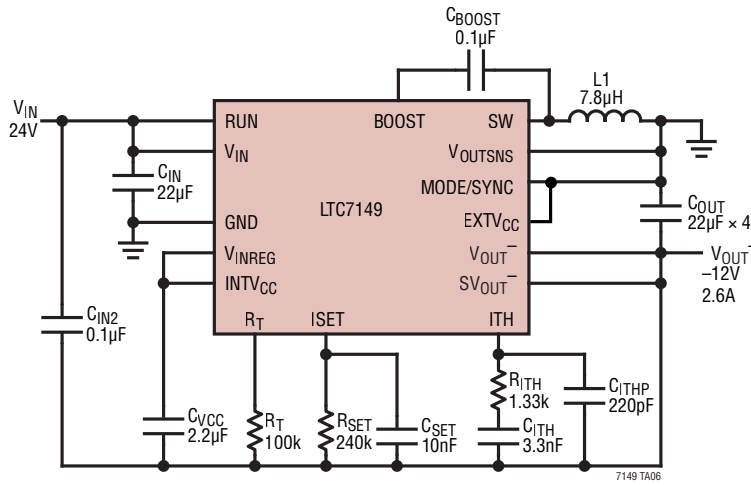 CBOOST
0.1µF
L1
7.8µH
VIN
24V
RUN
BOOST
SW
VIN
VOUTSNS
CIN
22µF
MODE/SYNC
LTC7149
COUT
22µF × 4
EXTVCC
GND
VINREG
VOUT–
VOUT–
–12V
2.6A
INTVCC
SVOUT–
CIN2
0.1µF
RT
ISET
ITH
RITH
1.33k
CITHP
220pF
CVCC
2.2µF
RT
100k
RSET
240k
CSET
10nF
CITH
3.3nF
7149 TA06